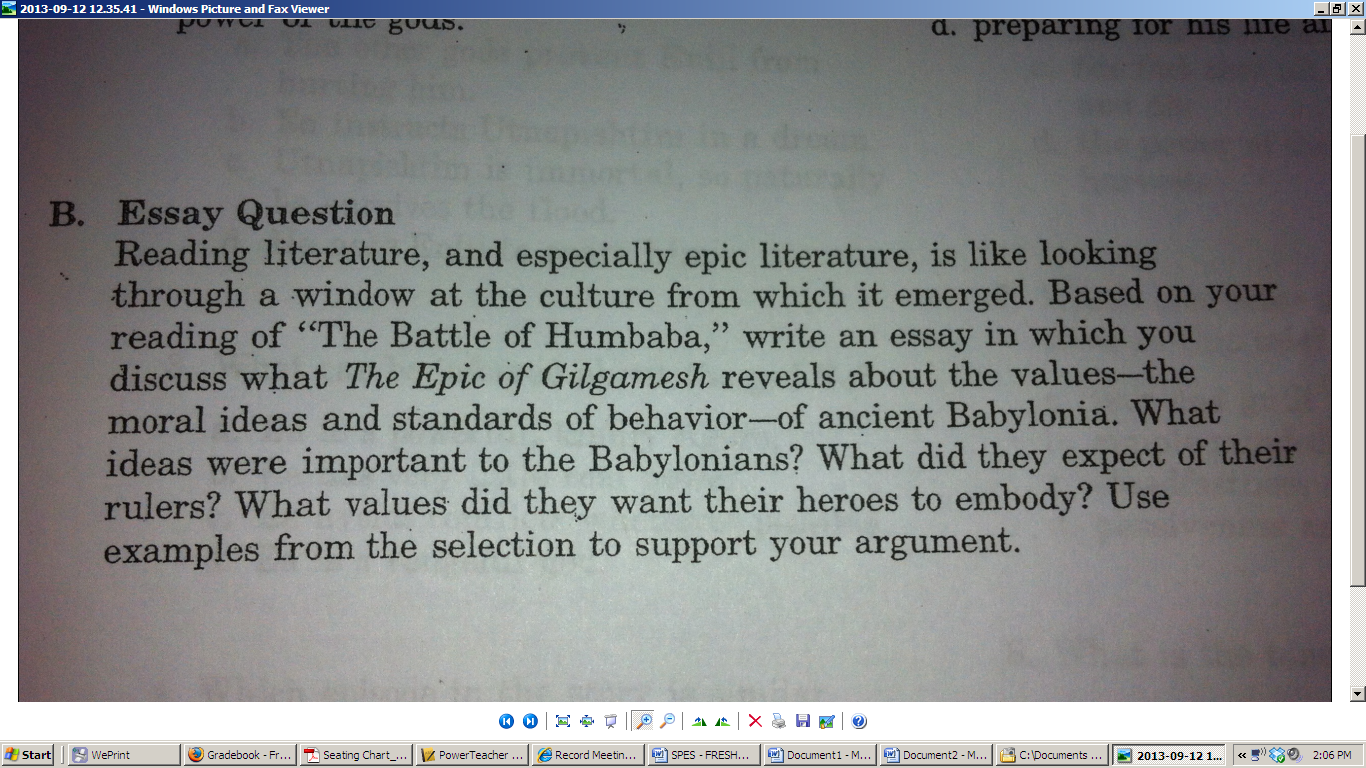 2013-09-12 12.35.41 - Windows Picture and Fax Viewer
power of the gods.
d. preparing for his life
B. Essay Question
Reading literature, and especially epic literature, is like looking
through a window at the culture from which it emerged. Based on your
reading of “The Battle of Humbaba,” write an essay in which you
discuss what The Epic of Gilgamesh reveals about the values—the
moral ideas and standards of behavior—of ancient Babylonia. What
ideas were important to the Babylonians? What did they expect of their
rulers? What values did they want their heroes to embody? Use
examples from the selection to support your argument.
Start WePrint Gradebook - Fr... Seating Chart_... PowerTeacher ... Record Meetin... SPES - FRESH... Document1 - M... Document2 - M... C:\Documents ... 2013-09-12 1... « 2:06 PM